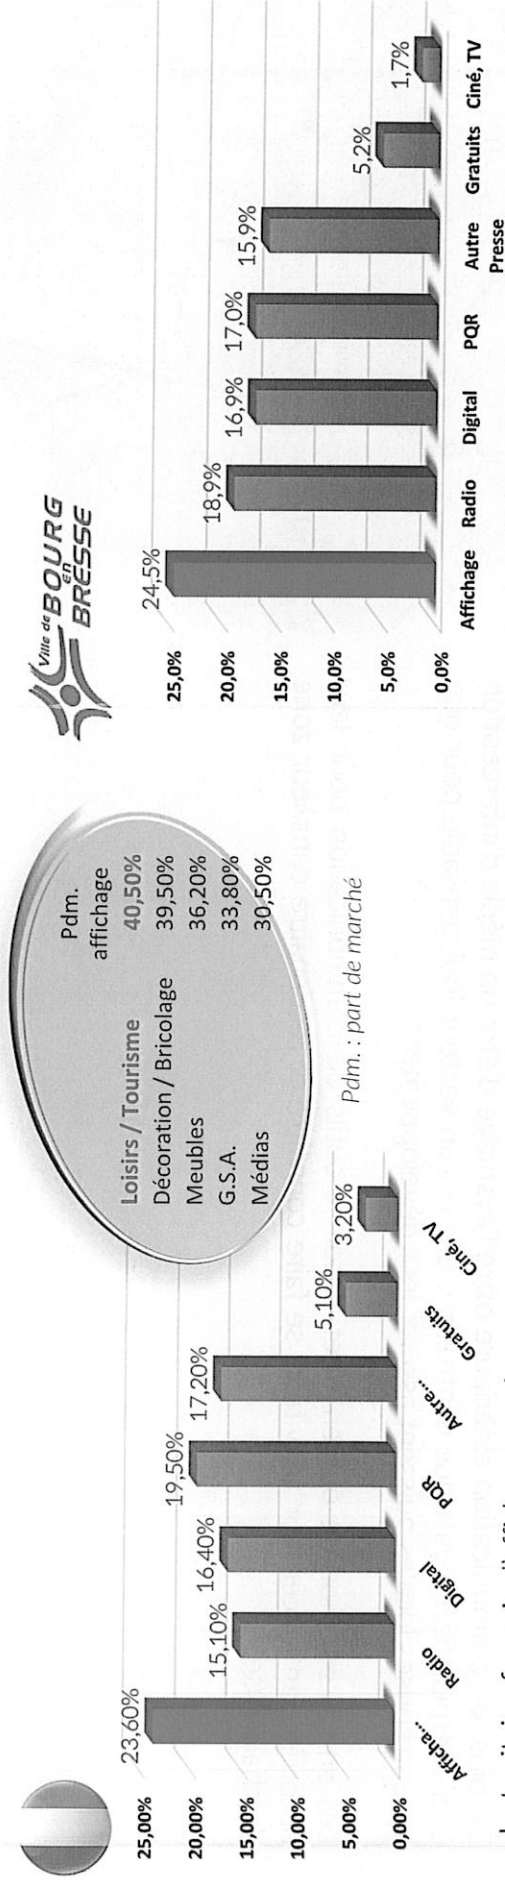 25,00%
20,00%
15,00%
10,00%
5,00%
0,00%
23,60%
15,10%
16,40%
19,50%
17,20%
5,10%
3,20%
Afficha...
Radio
Digital
PQR
Autre...
Gratuits
Ciné, TV
Pdm.
affichage
Loisirs / Tourisme 40,50%
Décoration / Bricolage 39,50%
Meubles 36,20%
G.S.A. 33,80%
Médias 30,50%
Pdm. : part de marché
Ville de BOURG
en
BRESSE
25,0%
20,0%
15,0%
10,0%
5,0%
0,0%
24,5%
18,9%
16,9%
17,0%
15,9%
5,2%
1,7%
Affichage
Radio
Digital
PQR
Autre
Presse
Gratuits
Ciné, TV